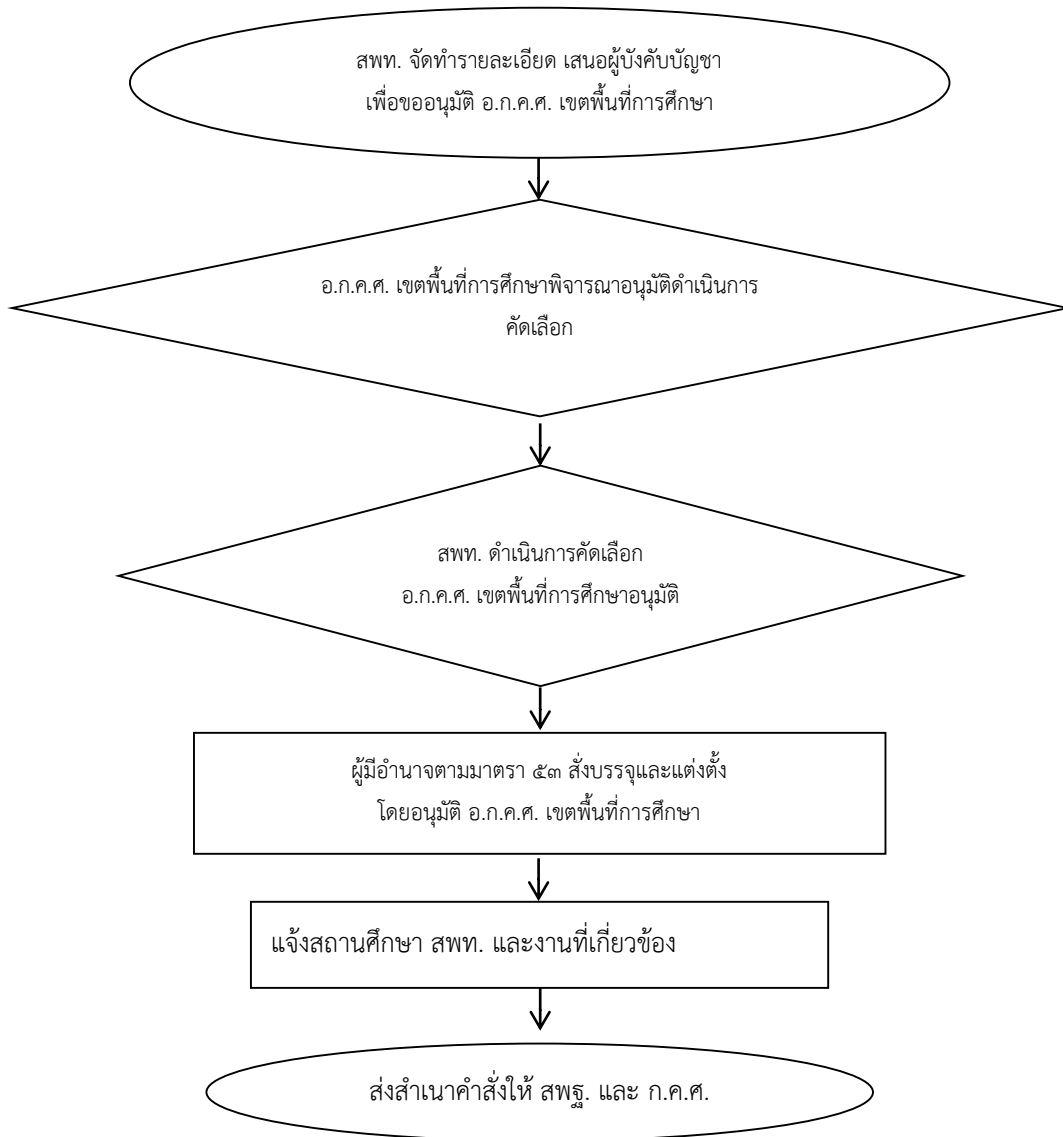 สพท. จัดทำรายละเอียด เสนอผู้บังคับบัญชา
เพื่อขออนุมัติ อ.ก.ค.ศ. เขตพื้นที่การศึกษา
อ.ก.ค.ศ. เขตพื้นที่การศึกษาพิจารณาอนุมัติดำเนินการ
คัดเลือก
สพท. ดำเนินการคัดเลือก
อ.ก.ค.ศ. เขตพื้นที่การศึกษาอนุมัติ
ผู้มีอำนาจตามมาตรา ๕๓ สั่งบรรจุและแต่งตั้ง
โดยอนุมัติ อ.ก.ค.ศ. เขตพื้นที่การศึกษา
แจ้งสถานศึกษา สพท. และงานที่เกี่ยวข้อง
ส่งสำเนาคำสั่งให้ สพฐ. และ ก.ค.ศ.